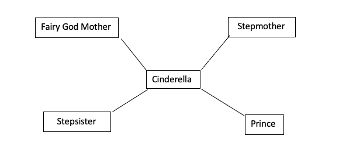 Fairy God Mother
Stepmother
Cinderella
Stepsister
Prince